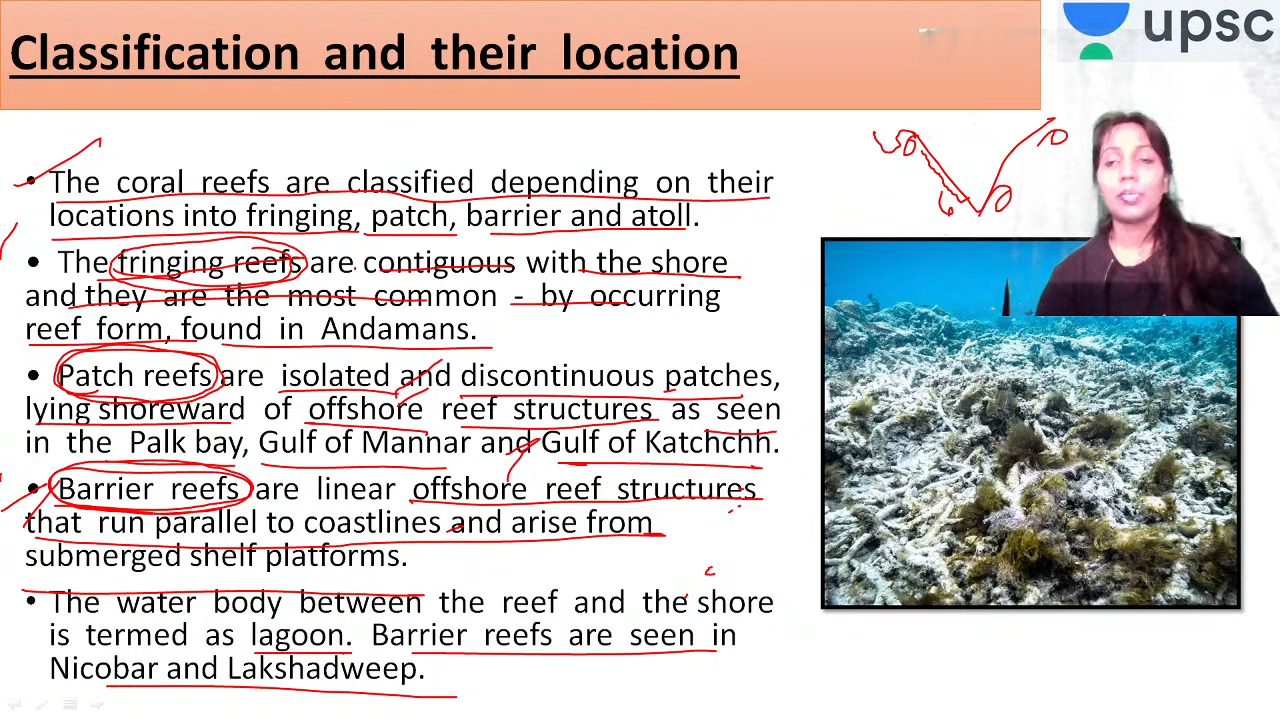 Classification and their location
upsc
• The coral reefs are classified depending on their
locations into fringing, patch, barrier and atoll.
• The fringing reefs are contiguous with the shore
and they are the most common - by occurring
reef form, found in Andamans.
• Patch reefs are isolated and discontinuous patches,
lying shoreward of offshore reef structures as seen
in the Palk bay, Gulf of Mannar and Gulf of Katchchh.
• Barrier reefs are linear offshore reef structures
that run parallel to coastlines and arise from
submerged shelf platforms.
• The water body between the reef and the shore
is termed as lagoon. Barrier reefs are seen in
Nicobar and Lakshadweep.